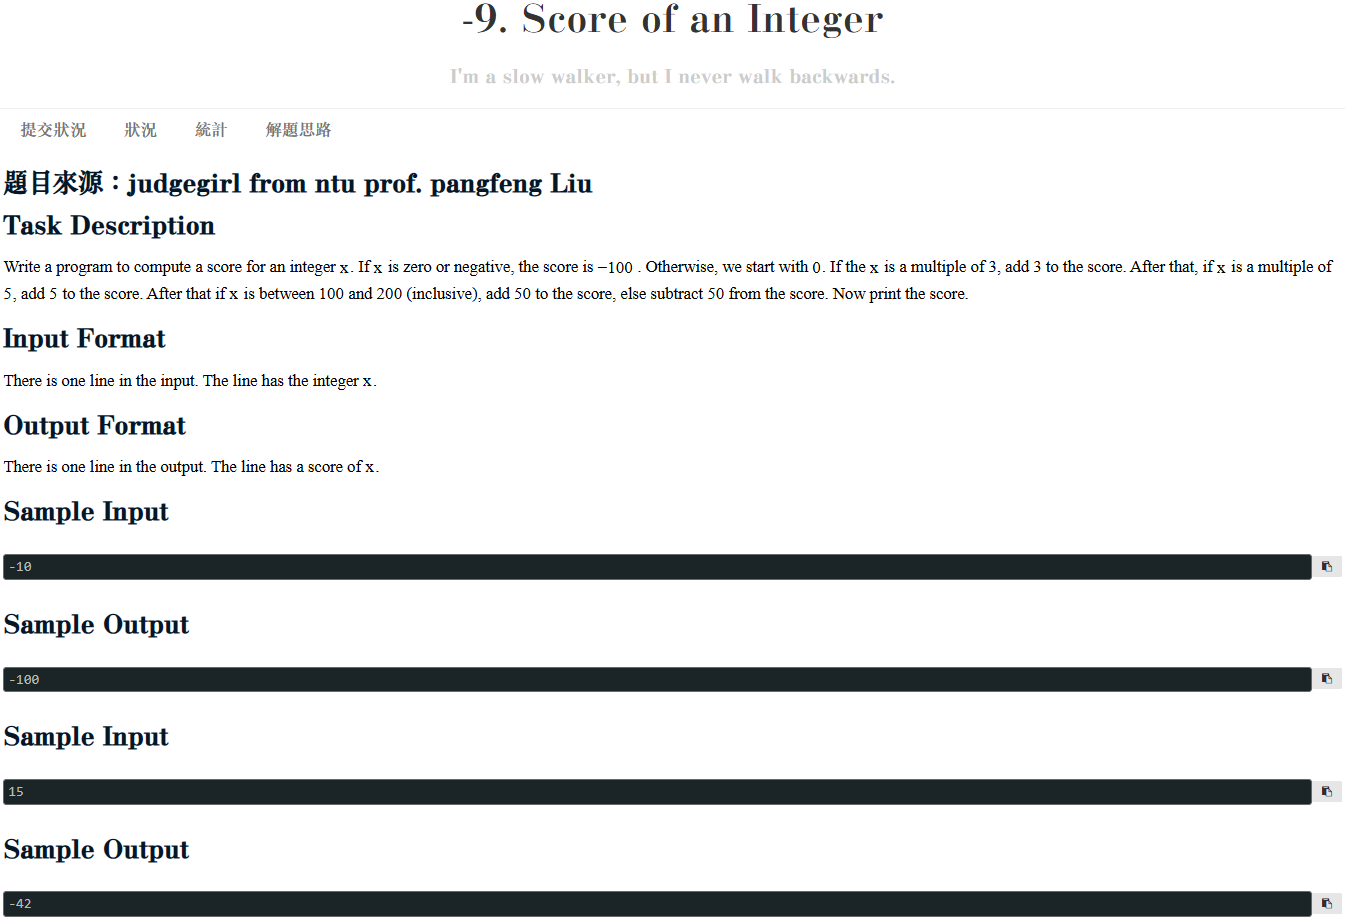 -9. Score of an Integer
I'm a slow walker, but I never walk backwards.
提交狀況 狀況 統計 解題思路
題目來源：judgegirl from ntu prof. pangfeng Liu
Task Description
Write a program to compute a score for an integer x. If x is zero or negative, the score is −100 . Otherwise, we start with 0. If the x is a multiple of 3, add 3 to the score. After that, if x is a multiple of
5, add 5 to the score. After that if x is between 100 and 200 (inclusive), add 50 to the score, else subtract 50 from the score. Now print the score.
Input Format
There is one line in the input. The line has the integer x.
Output Format
There is one line in the output. The line has a score of x.
Sample Input
-10
Sample Output
-100
Sample Input
15
Sample Output
-42